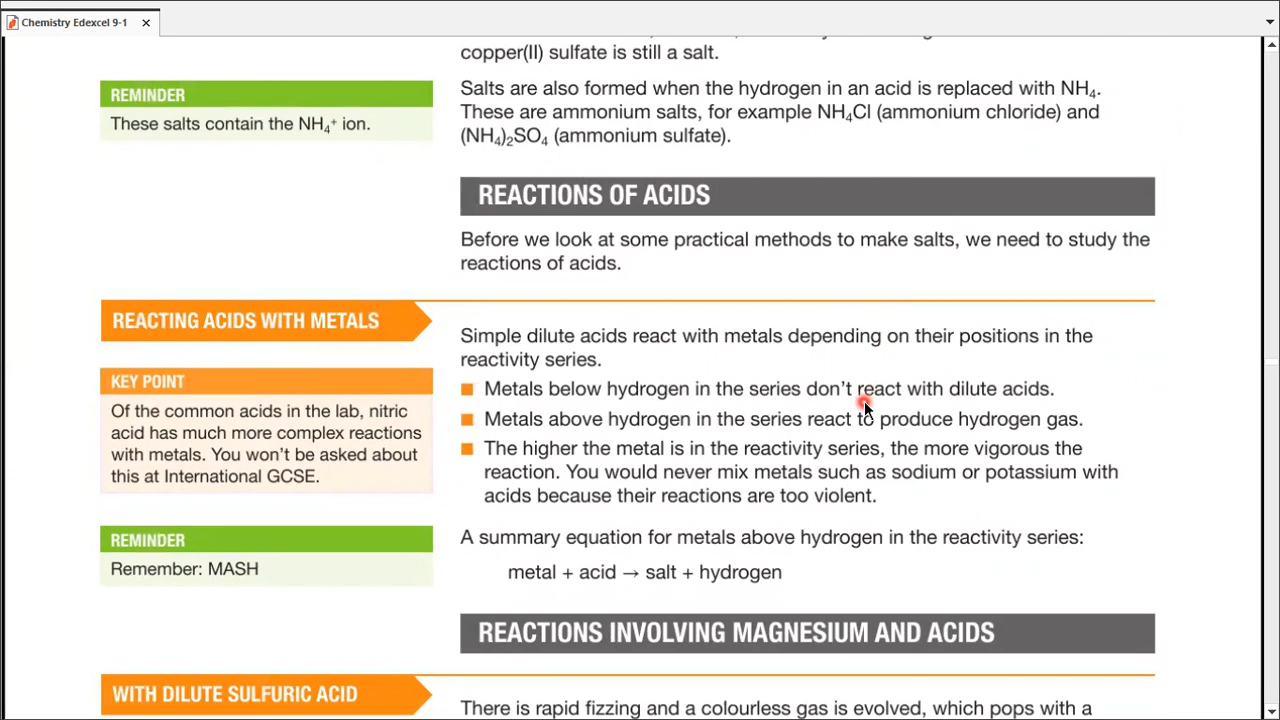 Chemistry Edexcel 9-1
copper(II) sulfate is still a salt.
REMINDER
These salts contain the NH₄⁺ ion.
Salts are also formed when the hydrogen in an acid is replaced with NH₄.
These are ammonium salts, for example NH₄Cl (ammonium chloride) and
(NH₄)₂SO₄ (ammonium sulfate).
REACTIONS OF ACIDS
Before we look at some practical methods to make salts, we need to study the
reactions of acids.
REACTING ACIDS WITH METALS
Simple dilute acids react with metals depending on their positions in the
reactivity series.
■ Metals below hydrogen in the series don't react with dilute acids.
■ Metals above hydrogen in the series react to produce hydrogen gas.
■ The higher the metal is in the reactivity series, the more vigorous the
reaction. You would never mix metals such as sodium or potassium with
acids because their reactions are too violent.
KEY POINT
Of the common acids in the lab, nitric
acid has much more complex reactions
with metals. You won't be asked about
this at International GCSE.
REMINDER
Remember: MASH
A summary equation for metals above hydrogen in the reactivity series:
metal + acid → salt + hydrogen
REACTIONS INVOLVING MAGNESIUM AND ACIDS
WITH DILUTE SULFURIC ACID
There is rapid fizzing and a colourless gas is evolved, which pops with a